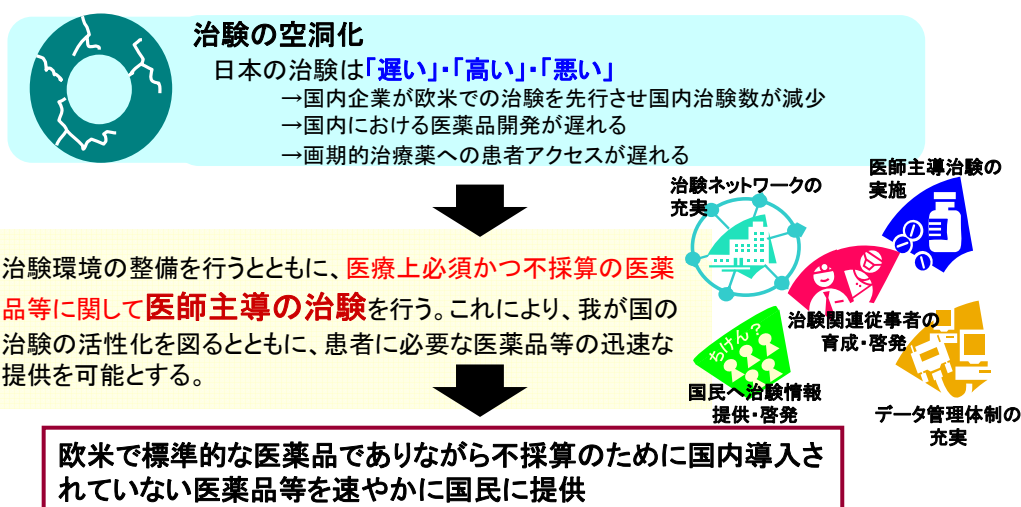 治験の空洞化
日本の治験は「遅い」・「高い」・「悪い」
→国内企業が欧米での治験を先行させ国内治験数が減少
→国内における医薬品開発が遅れる
→画期的治療薬への患者アクセスが遅れる
治験ネットワークの
充実
医師主導治験の
実施
治験関連従事者の
育成・啓発
ちけん?
国民へ治験情報
提供・啓発
データ管理体制の
充実
治験環境の整備を行うとともに、医療上必須かつ不採算の医薬
品等に関して医師主導の治験を行う。これにより、我が国の
治験の活性化を図るとともに、患者に必要な医薬品等の迅速な
提供を可能とする。
欧米で標準的な医薬品でありながら不採算のために国内導入さ
れていない医薬品等を速やかに国民に提供